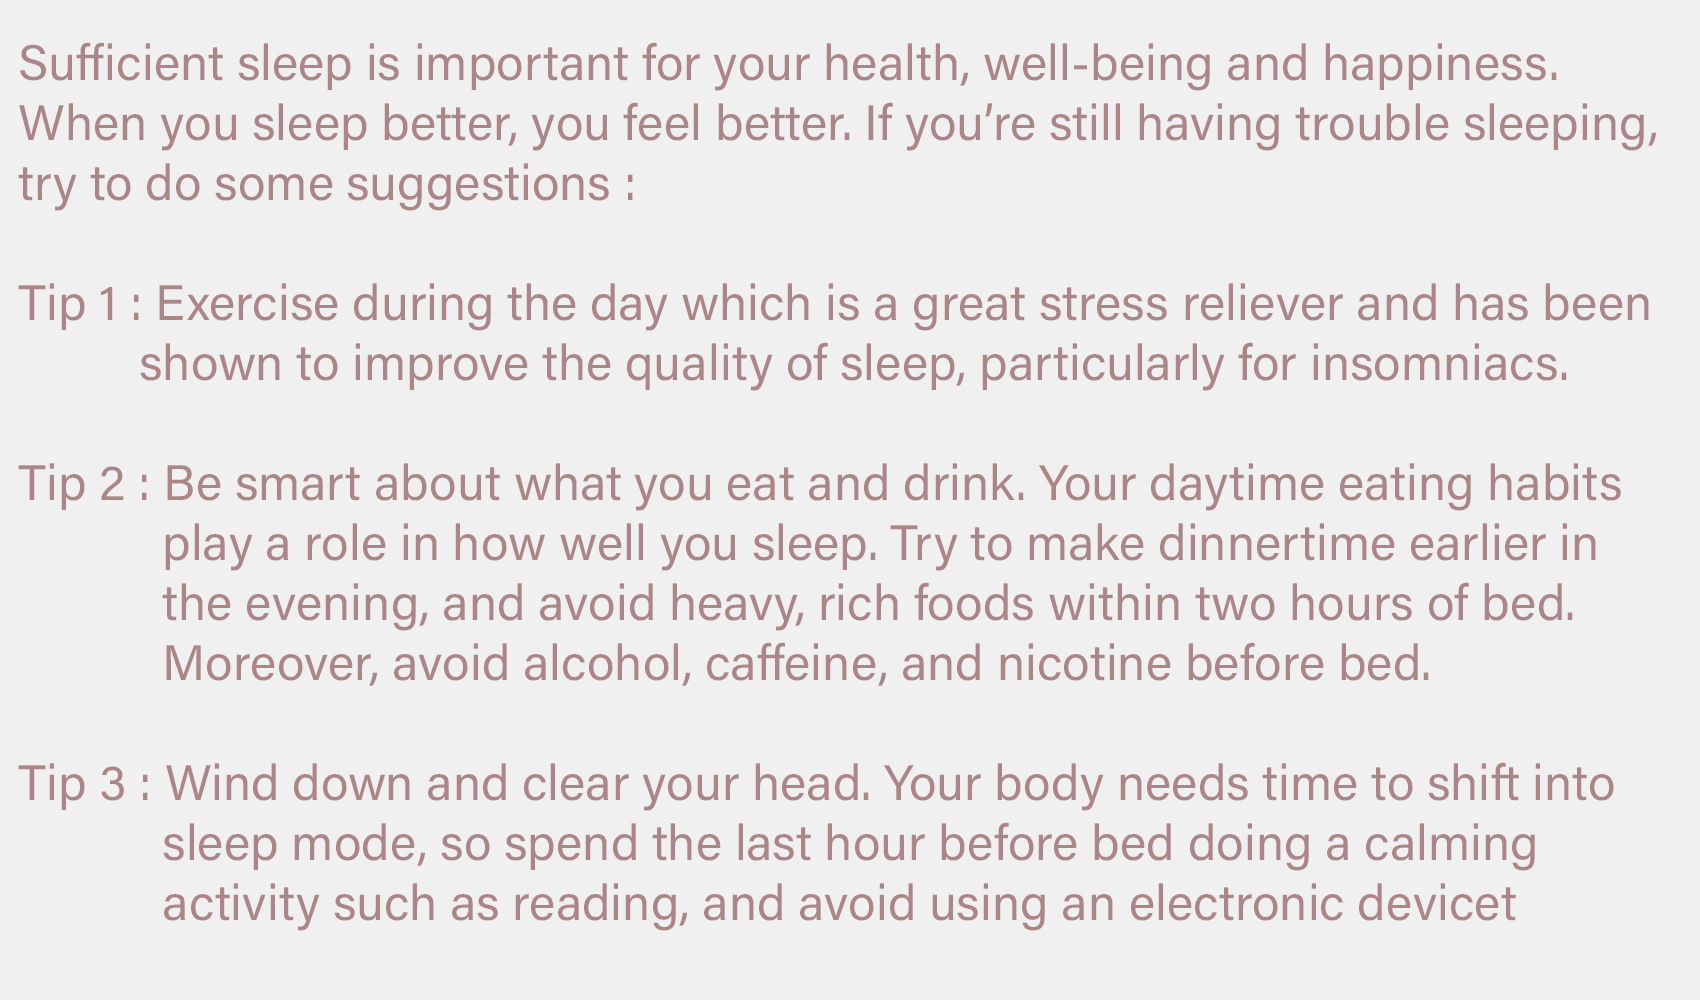 Sufficient sleep is important for your health, well-being and happiness.
When you sleep better, you feel better. If you’re still having trouble sleeping,
try to do some suggestions :
Tip 1 : Exercise during the day which is a great stress reliever and has been
shown to improve the quality of sleep, particularly for insomniacs.
Tip 2 : Be smart about what you eat and drink. Your daytime eating habits
play a role in how well you sleep. Try to make dinnertime earlier in
the evening, and avoid heavy, rich foods within two hours of bed.
Moreover, avoid alcohol, caffeine, and nicotine before bed.
Tip 3 : Wind down and clear your head. Your body needs time to shift into
sleep mode, so spend the last hour before bed doing a calming
activity such as reading, and avoid using an electronic devicet